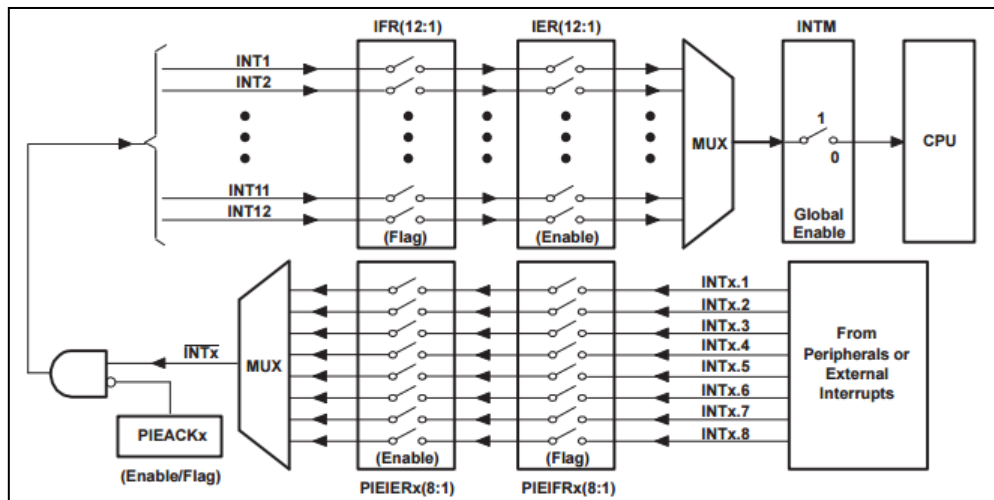 IFR(12:1) IER(12:1) INTM
INT1
INT2
1
MUX
CPU
0
INT11
INT12
Global
Enable
(Flag) (Enable)
INTx.1
INTx.2
INTx.3
INTx.4
INTx.5
INTx.6
INTx.7
INTx.8
From
Peripherals or
External
Interrupts
INTx
MUX
PIEACKx
(Enable/Flag)
(Enable) (Flag)
PIEIERx(8:1) PIEIFRx(8:1)